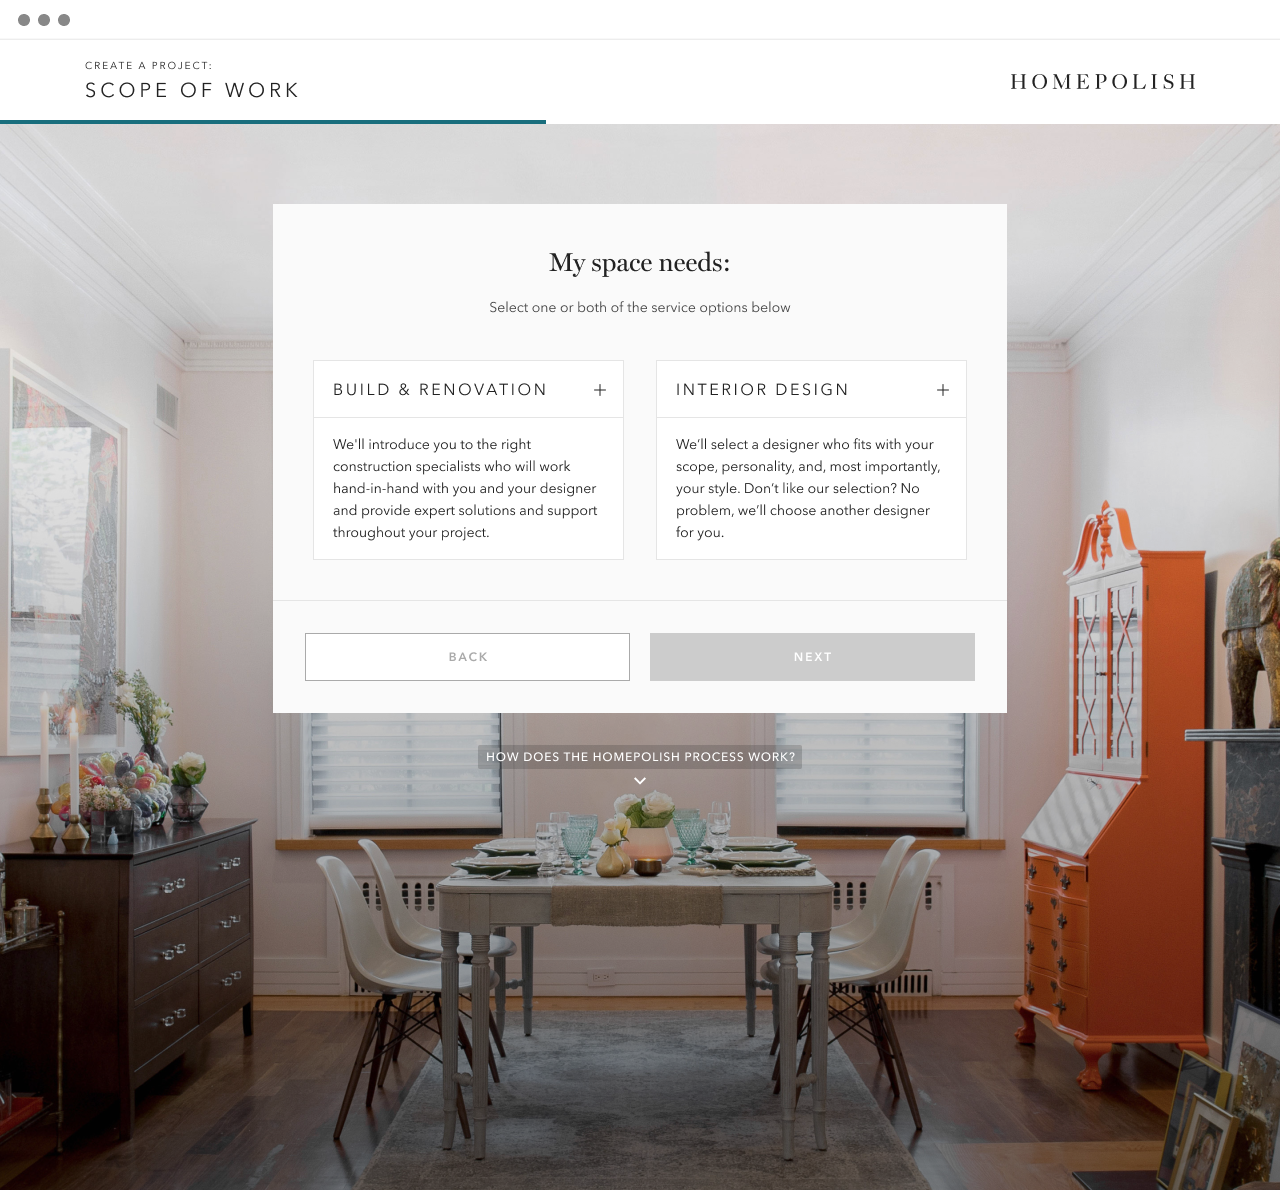 CREATE A PROJECT:
SCOPE OF WORK
HOMEPOLISH
My space needs:
Select one or both of the service options below
BUILD & RENOVATION +
We'll introduce you to the right
construction specialists who will work
hand-in-hand with you and your designer
and provide expert solutions and support
throughout your project.
INTERIOR DESIGN +
We’ll select a designer who fits with your
scope, personality, and, most importantly,
your style. Don’t like our selection? No
problem, we’ll choose another designer
for you.
BACK
NEXT
HOW DOES THE HOMEPOLISH PROCESS WORK?